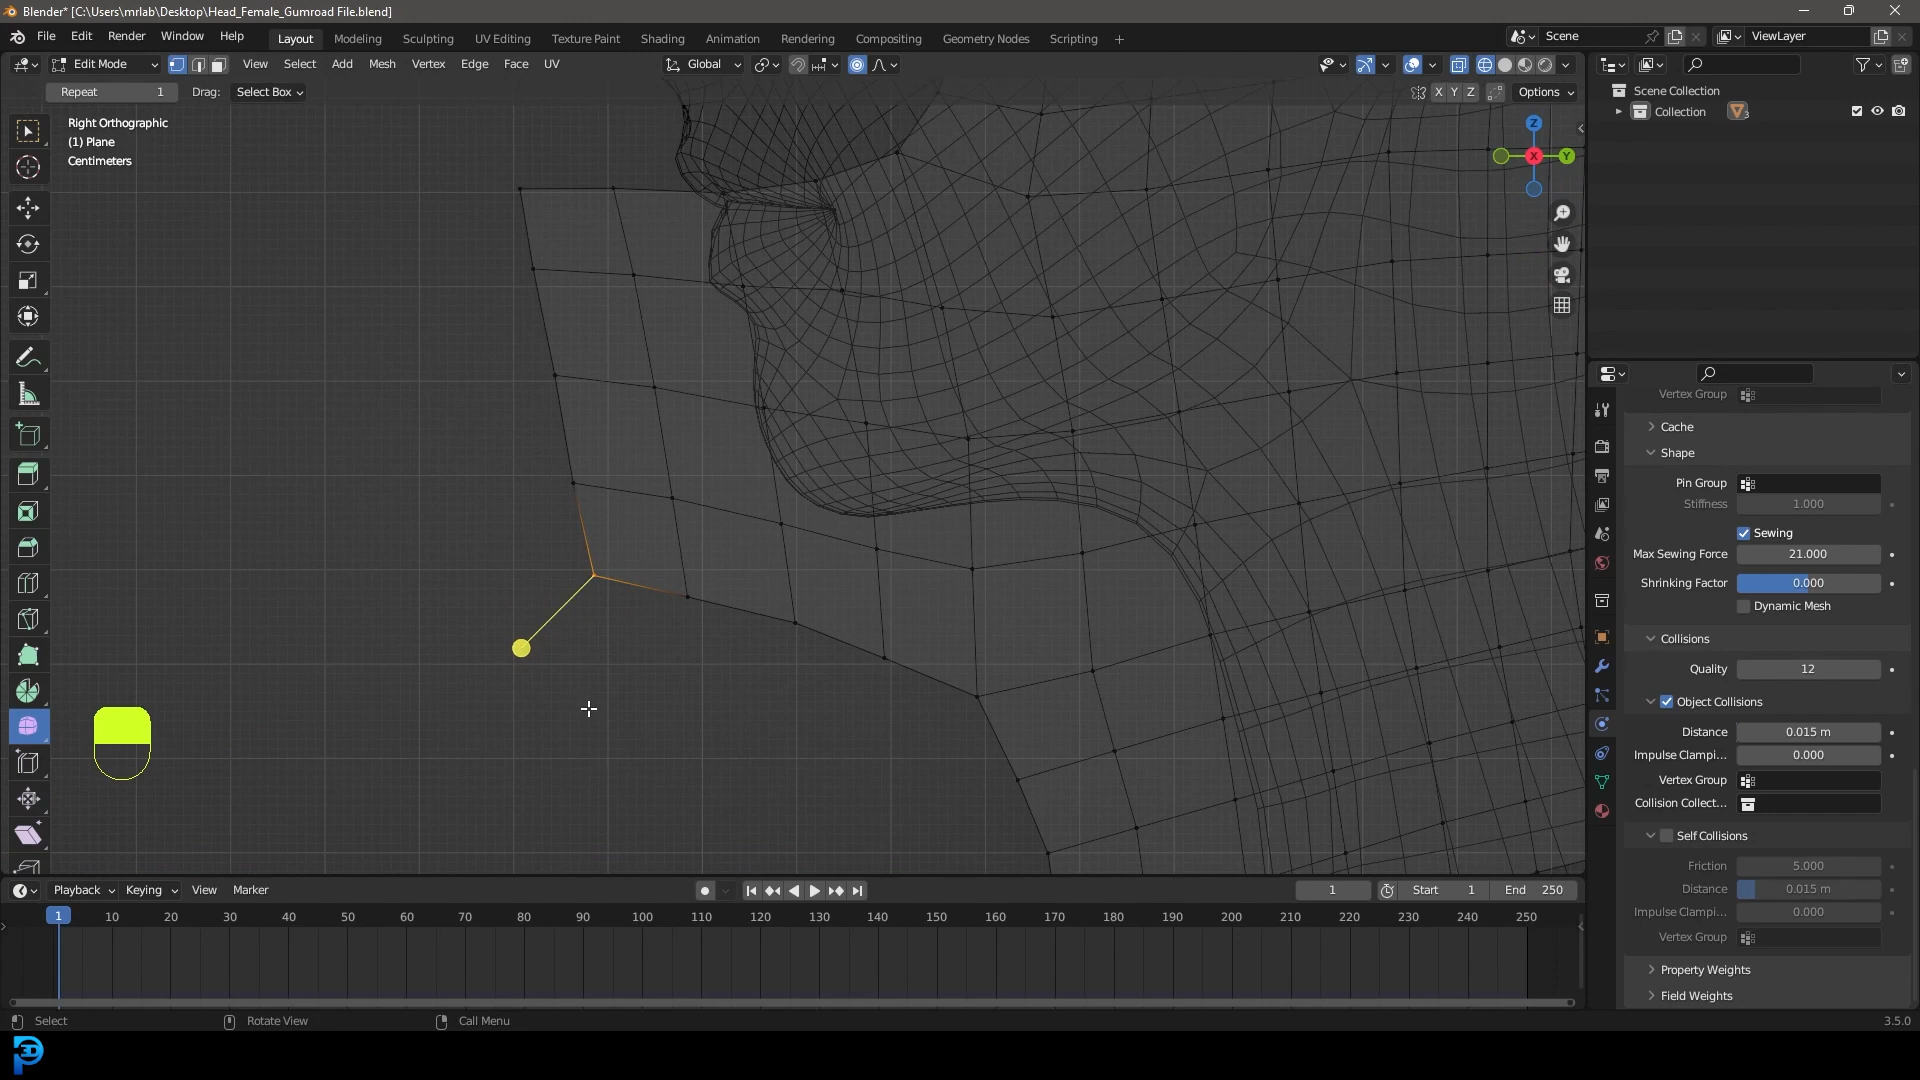 Blender* [C:\Users\mrlab\Desktop\Head_Female_Gumroad File.blend]
File Edit Render Window Help Layout Modeling Sculpting UV Editing Texture Paint Shading Animation Rendering Compositing Geometry Nodes Scripting + Scene ViewLayer
Edit Mode View Select Add Mesh Vertex Edge Face UV Global
Repeat 1 Drag: Select Box X Y Z Options
Right Orthographic
(1) Plane
Centimeters
Z
X
Y
Scene Collection
Collection 3
Vertex Group
Cache
Shape
Pin Group
Stiffness 1.000
Sewing
Max Sewing Force 21.000
Shrinking Factor 0.000
Dynamic Mesh
Collisions
Quality 12
Object Collisions
Distance 0.015 m
Impulse Clampi... 0.000
Vertex Group
Collision Collect...
Self Collisions
Friction 5.000
Distance 0.015 m
Impulse Clampi... 0.000
Vertex Group
Property Weights
Field Weights
Playback Keying View Marker 1 Start 1 End 250
1 10 20 30 40 50 60 70 80 90 100 110 120 130 140 150 160 170 180 190 200 210 220 230 240 250
Select Rotate View Call Menu 3.5.0
3D